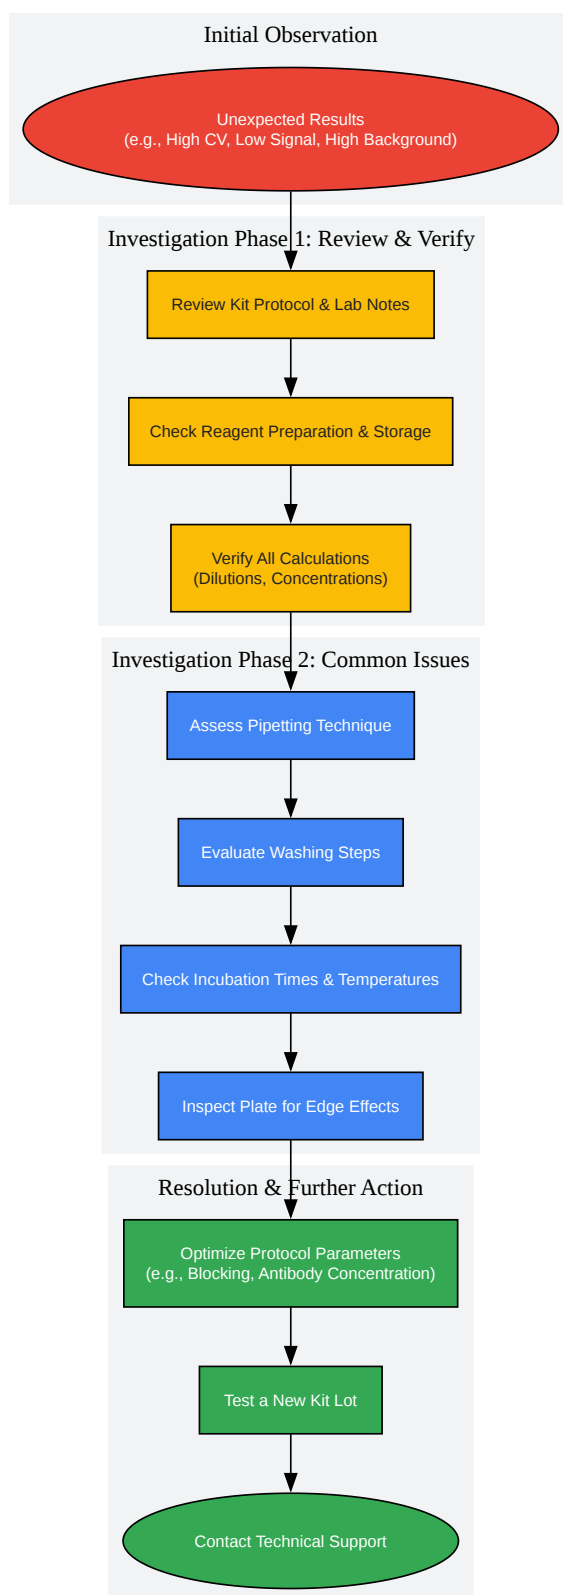 Initial Observation
Unexpected Results
(e.g., High CV, Low Signal, High Background)
Investigation Phase 1: Review & Verify
Review Kit Protocol & Lab Notes
Check Reagent Preparation & Storage
Verify All Calculations
(Dilutions, Concentrations)
Investigation Phase 2: Common Issues
Assess Pipetting Technique
Evaluate Washing Steps
Check Incubation Times & Temperatures
Inspect Plate for Edge Effects
Resolution & Further Action
Optimize Protocol Parameters
(e.g., Blocking, Antibody Concentration)
Test a New Kit Lot
Contact Technical Support